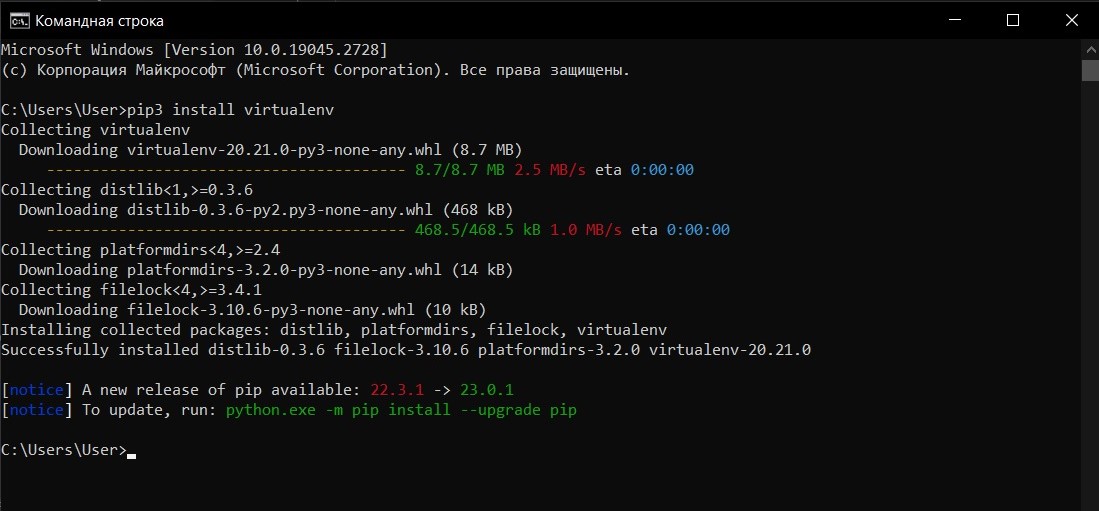 Командная строка
Microsoft Windows [Version 10.0.19045.2728]
(c) Корпорация Майкрософт (Microsoft Corporation). Все права защищены.
C:\Users\User>pip3 install virtualenv
Collecting virtualenv
  Downloading virtualenv-20.21.0-py3-none-any.whl (8.7 MB)
     ---------------------------------------- 8.7/8.7 MB 2.5 MB/s eta 0:00:00
Collecting distlib<1,>=0.3.6
  Downloading distlib-0.3.6-py2.py3-none-any.whl (468 kB)
     ---------------------------------------- 468.5/468.5 kB 1.0 MB/s eta 0:00:00
Collecting platformdirs<4,>=2.4
  Downloading platformdirs-3.2.0-py3-none-any.whl (14 kB)
Collecting filelock<4,>=3.4.1
  Downloading filelock-3.10.6-py3-none-any.whl (10 kB)
Installing collected packages: distlib, platformdirs, filelock, virtualenv
Successfully installed distlib-0.3.6 filelock-3.10.6 platformdirs-3.2.0 virtualenv-20.21.0
[notice] A new release of pip available: 22.3.1 -> 23.0.1
[notice] To update, run: python.exe -m pip install --upgrade pip
C:\Users\User>